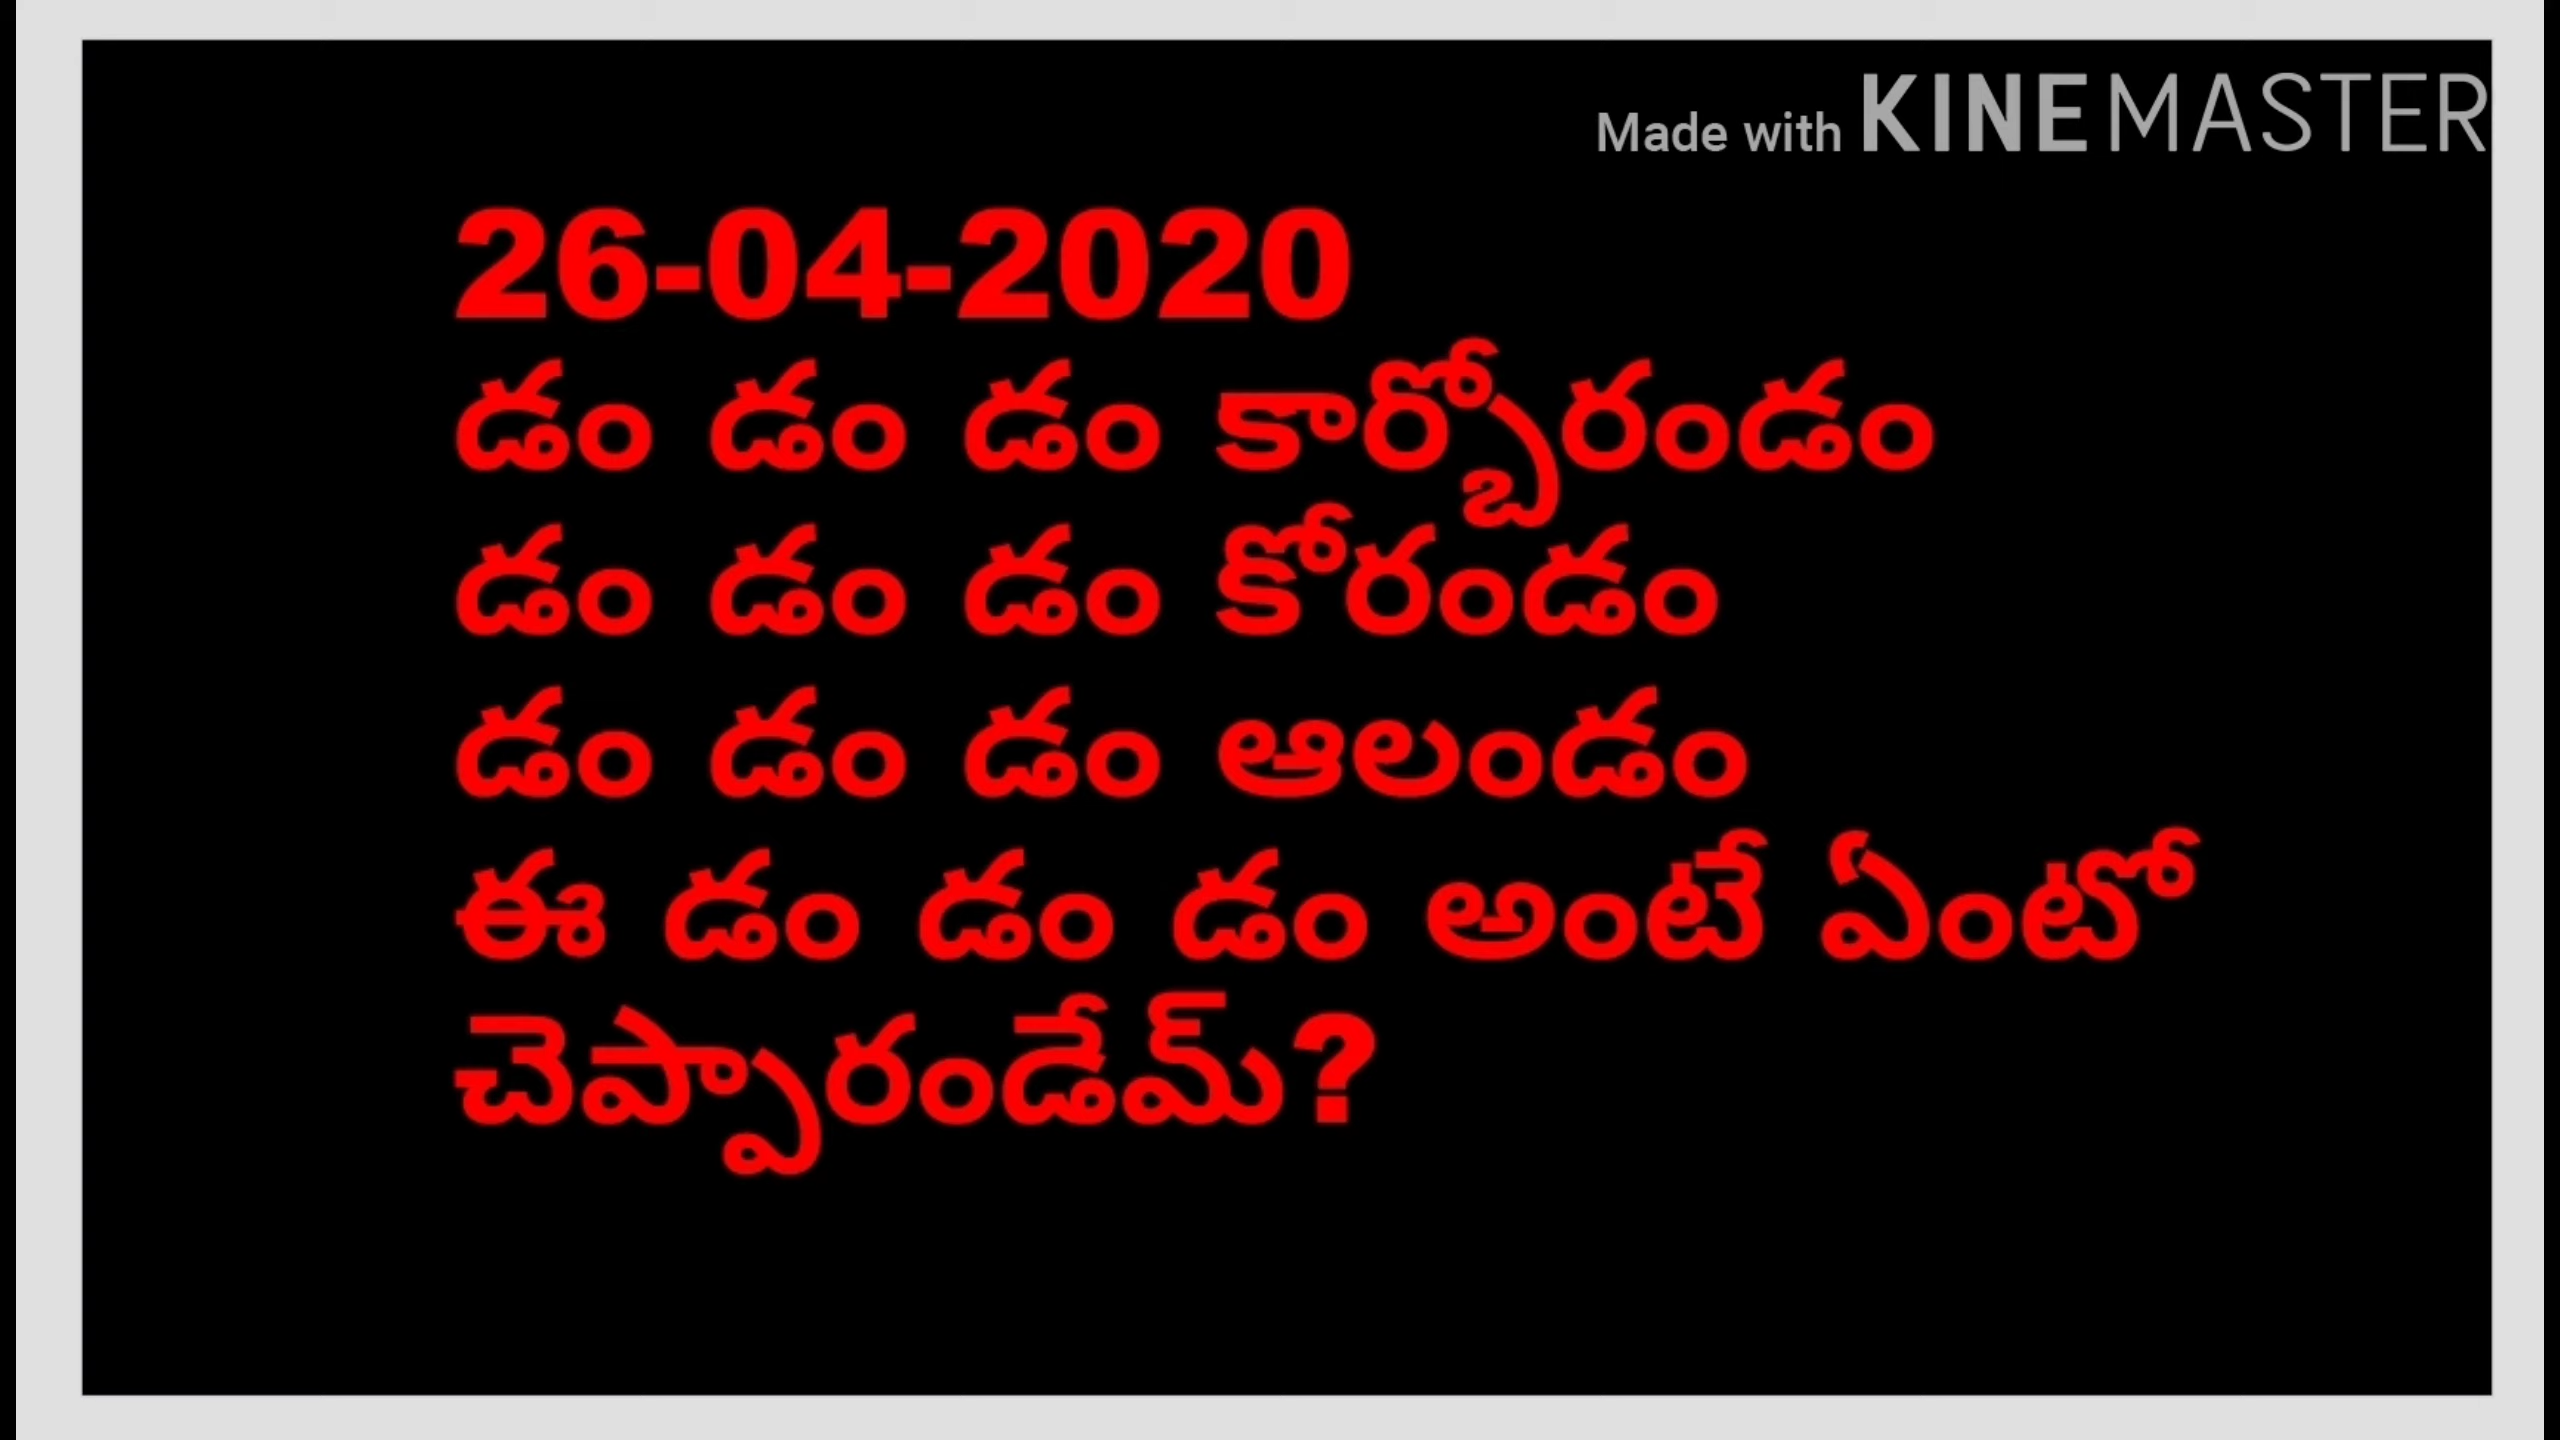 Made with KINEMASTER
26-04-2020
డం డం డం కార్బోరండం
డం డం డం కోరండం
డం డం డం ఆలండం
ఈ డం డం డం అంటే ఏంటో
చెప్పారండేమ్?